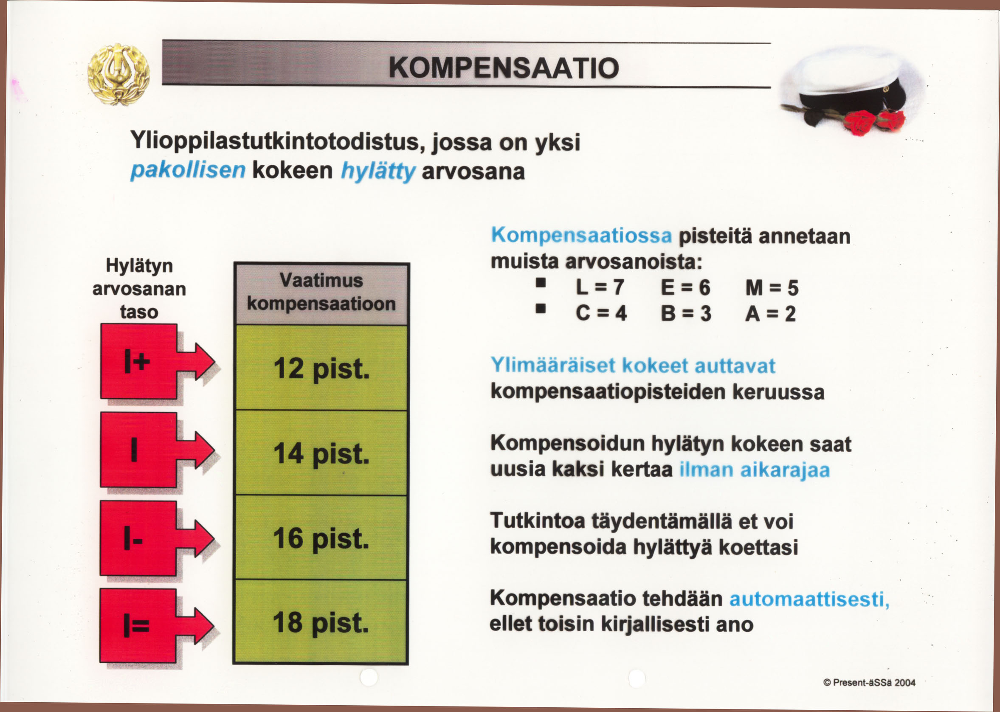 KOMPENSAATIO
Ylioppilastutkintotodistus, jossa on yksi
pakollisen kokeen hylätty arvosana
Hylätyn
arvosanan
taso
Vaatimus
kompensaatioon
I+
12 pist.
I
14 pist.
I-
16 pist.
I=
18 pist.
Kompensaatiossa pisteitä annetaan
muista arvosanoista:
▪ L = 7 E = 6 M = 5
▪ C = 4 B = 3 A = 2
Ylimääräiset kokeet auttavat
kompensaatiopisteiden keruussa
Kompensoidun hylätyn kokeen saat
uusia kaksi kertaa ilman aikarajaa
Tutkintoa täydentämällä et voi
kompensoida hylättyä koettasi
Kompensaatio tehdään automaattisesti,
ellet toisin kirjallisesti ano
© Present-äSSä 2004